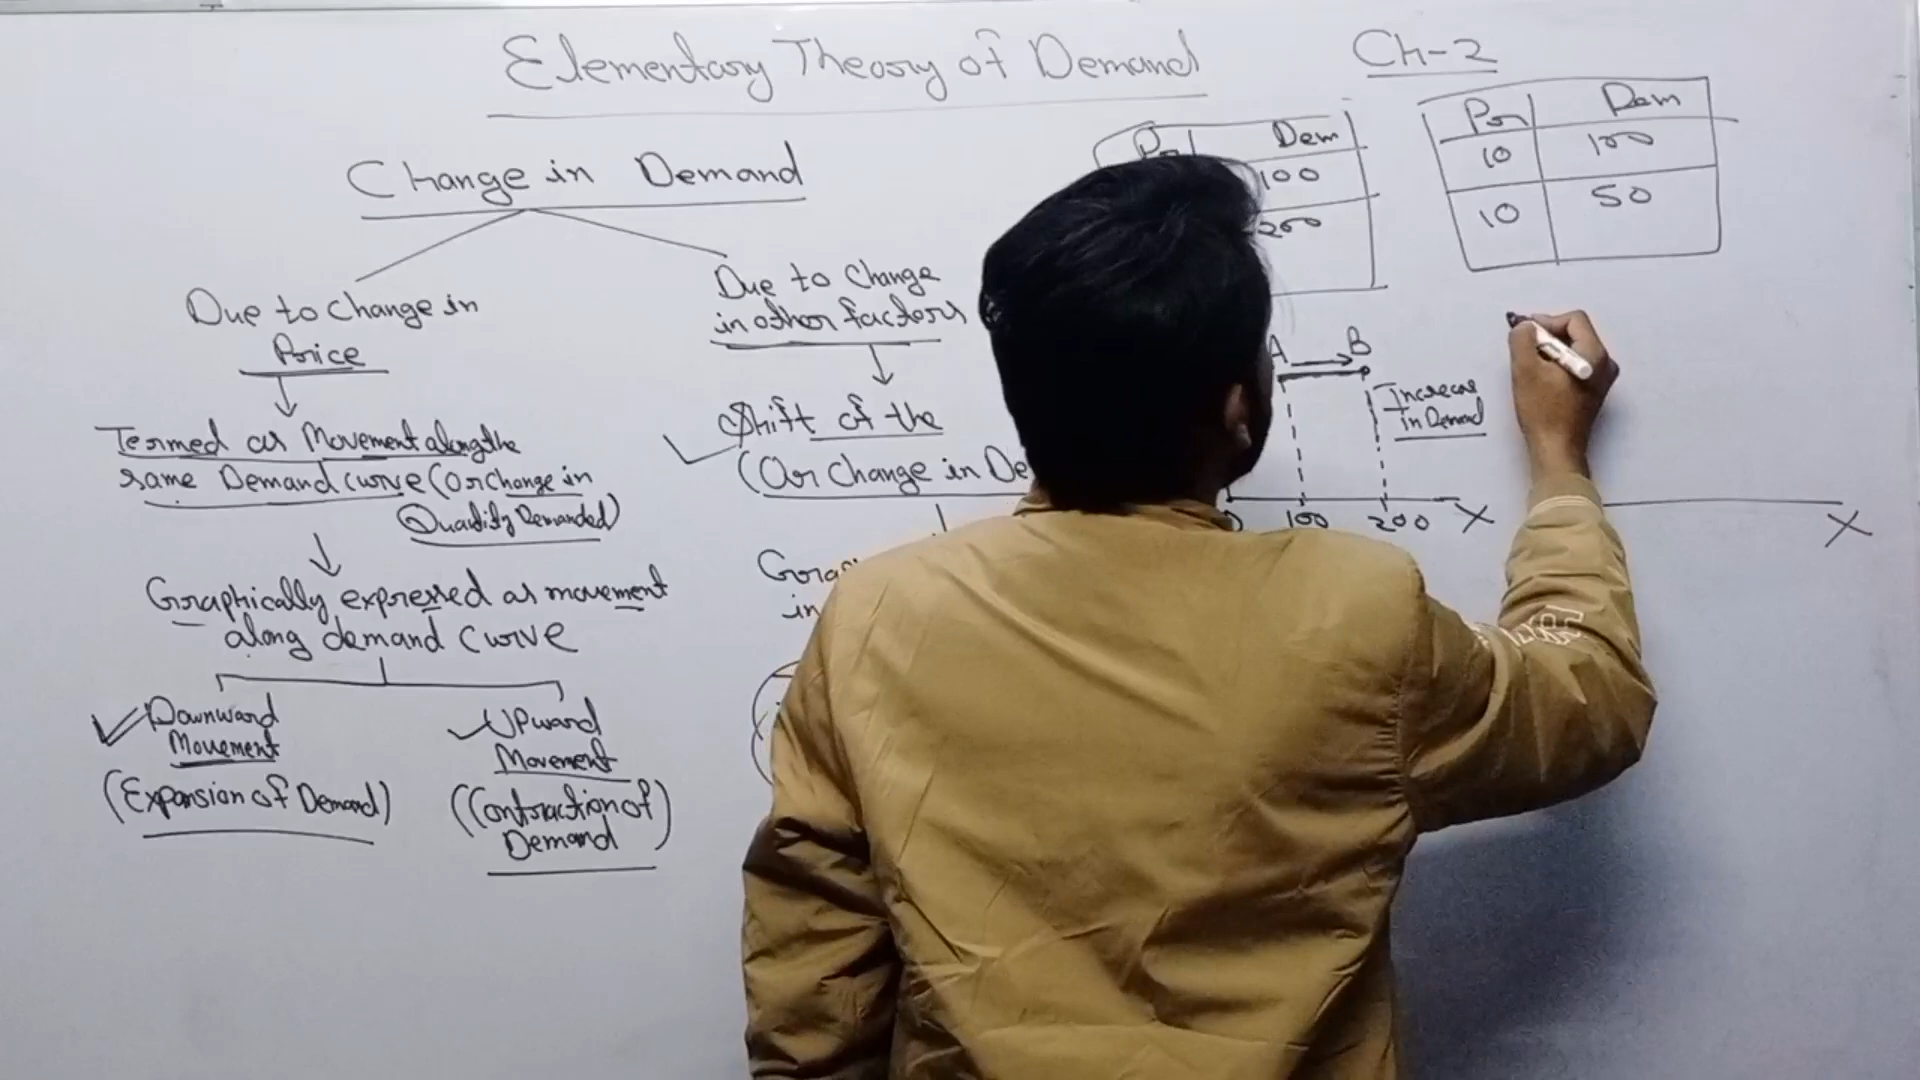 Elementary Theory of Demand
Ch-2
Change in Demand
Due to Change in
Price
Termed as Movement along the
same Demand curve (Or Change in
Quantity Demanded)
Graphically expressed as movement
along demand curve
Downward
Movement
(Expansion of Demand)
Upward
Movement
(Contraction of
Demand)
Due to Change
in other factors
Shift of the
(Or Change in De
in
Dem
100
200
A B
Increase
in Demand
100 200 X
Dem
10 100
10 50
X